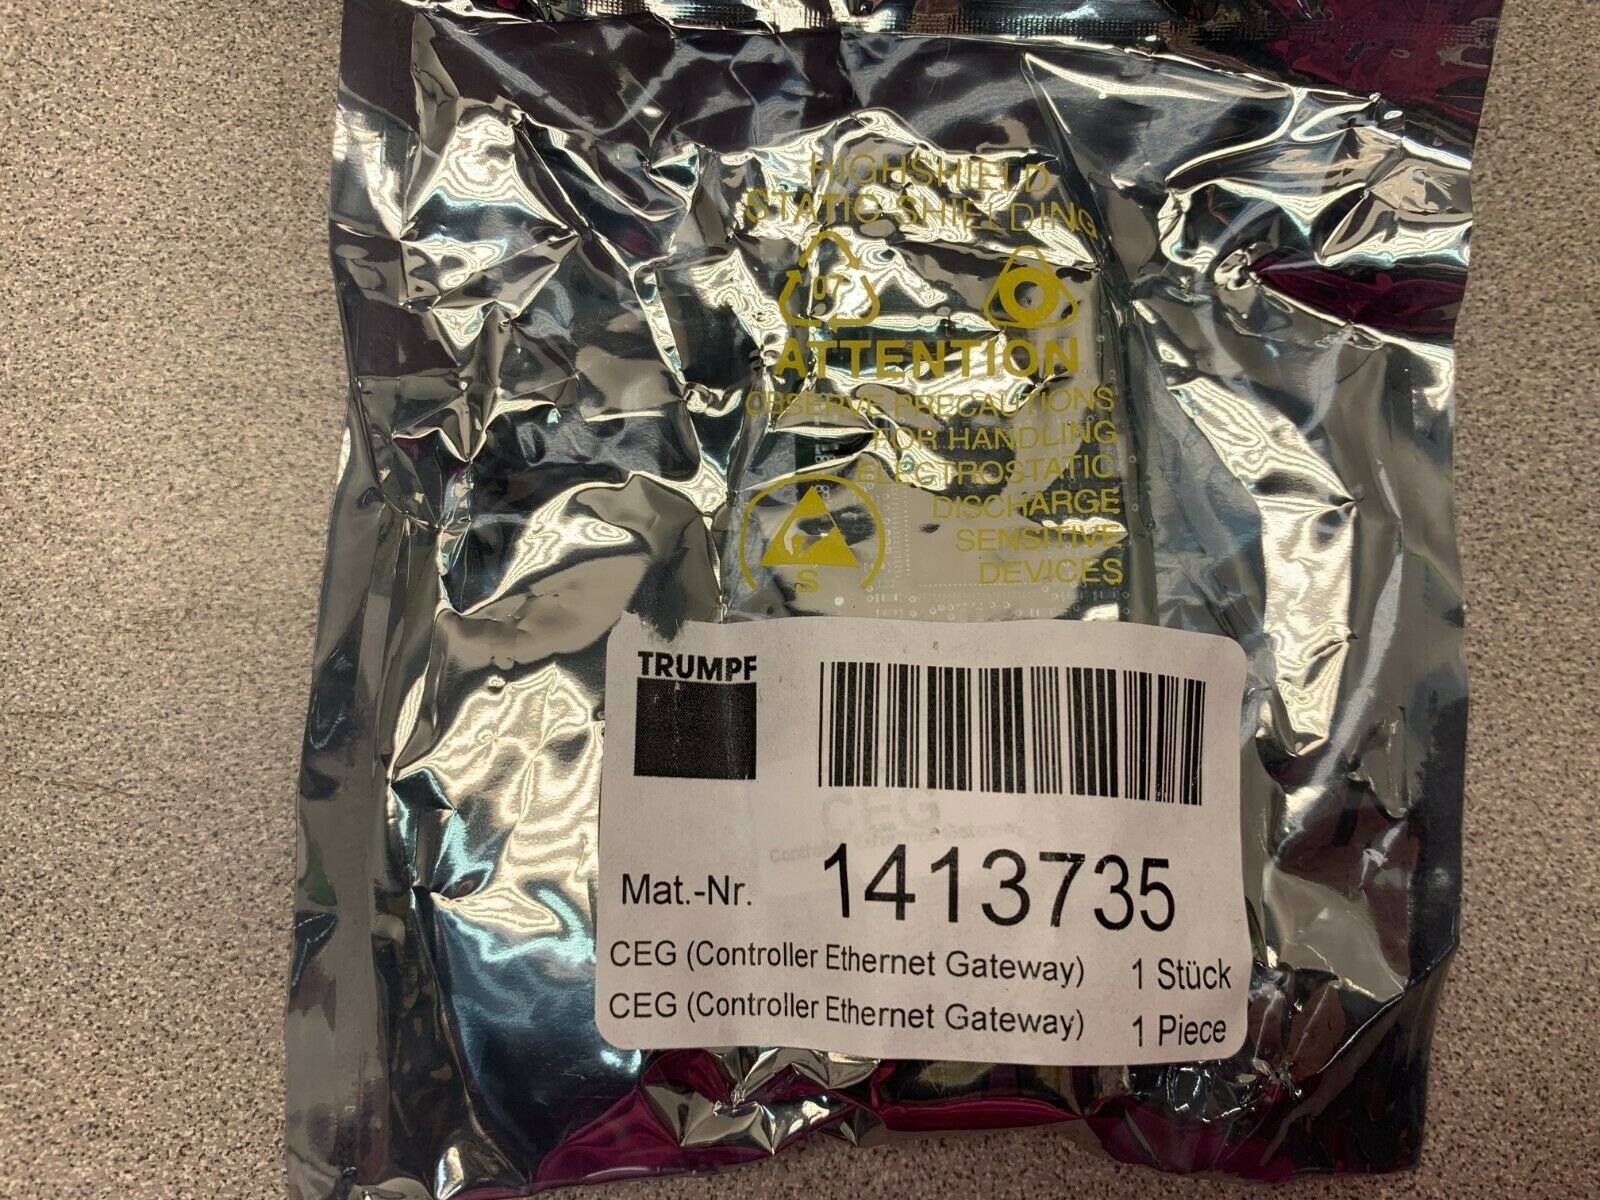 HIGHSHIELD
STATIC SHIELDING
07
ATTENTION
OBSERVE PRECAUTIONS
FOR HANDLING
ELECTROSTATIC
DISCHARGE
SENSITIVE
DEVICES
S
TRUMPF
CEG
Mat.-Nr. 1413735
CEG (Controller Ethernet Gateway) 1 Stück
CEG (Controller Ethernet Gateway) 1 Piece